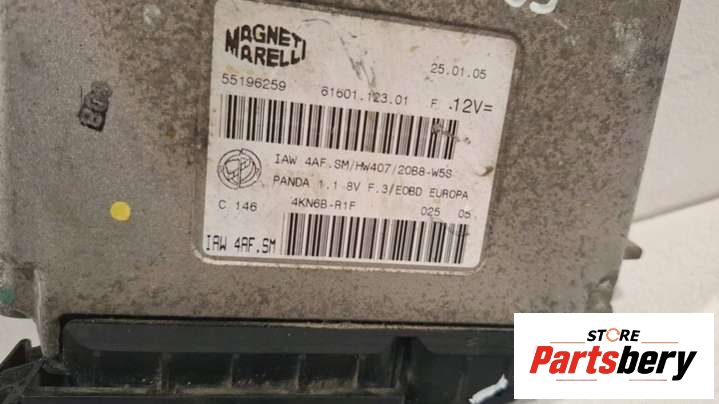 MAGNETI
MARELLI
25.01.05
55196259
61601.123.01 F .12V=
IAW 4AF.SM/HW407/20B8-W5S
PANDA 1.1 8V F.3/EOBD EUROPA
C 146 4KN6B-R1F 025 05
IAW 4AF.SM
STORE
Partsbery